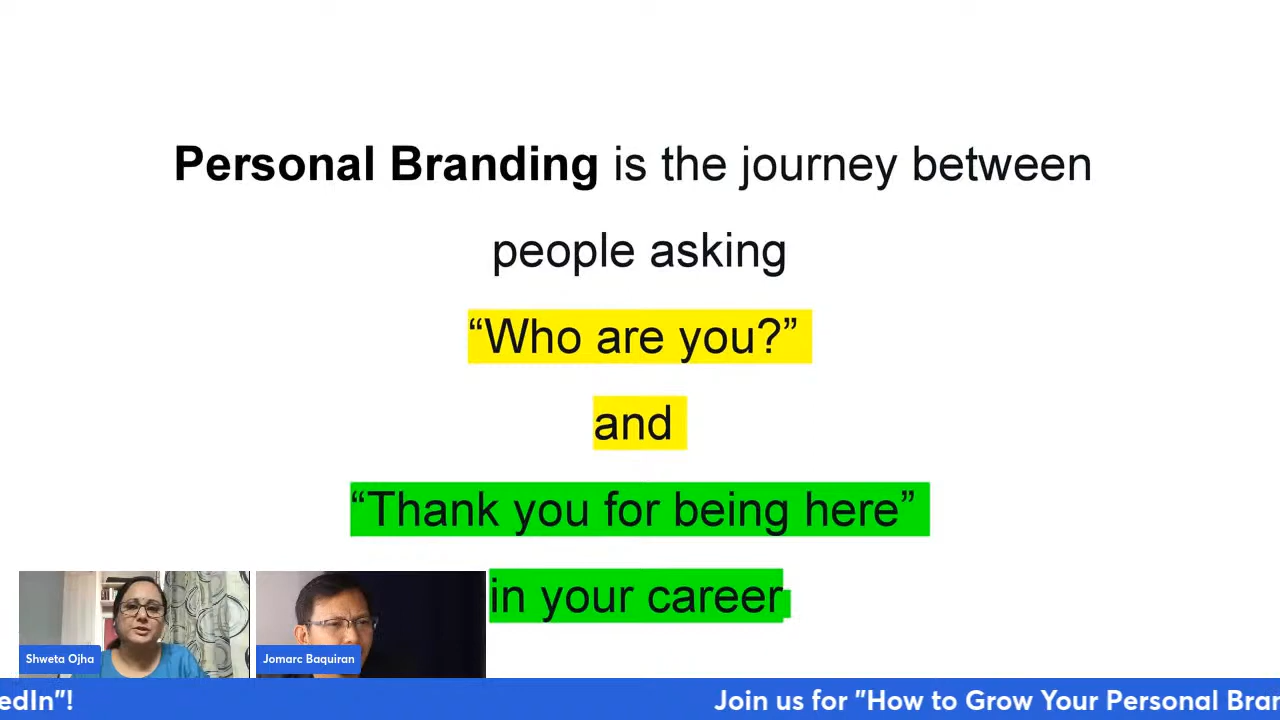 Personal Branding is the journey between
people asking
“Who are you?”
and
“Thank you for being here”
in your career
Shweta Ojha
Jomarc Baquiran
edIn"!
Join us for "How to Grow Your Personal Bran